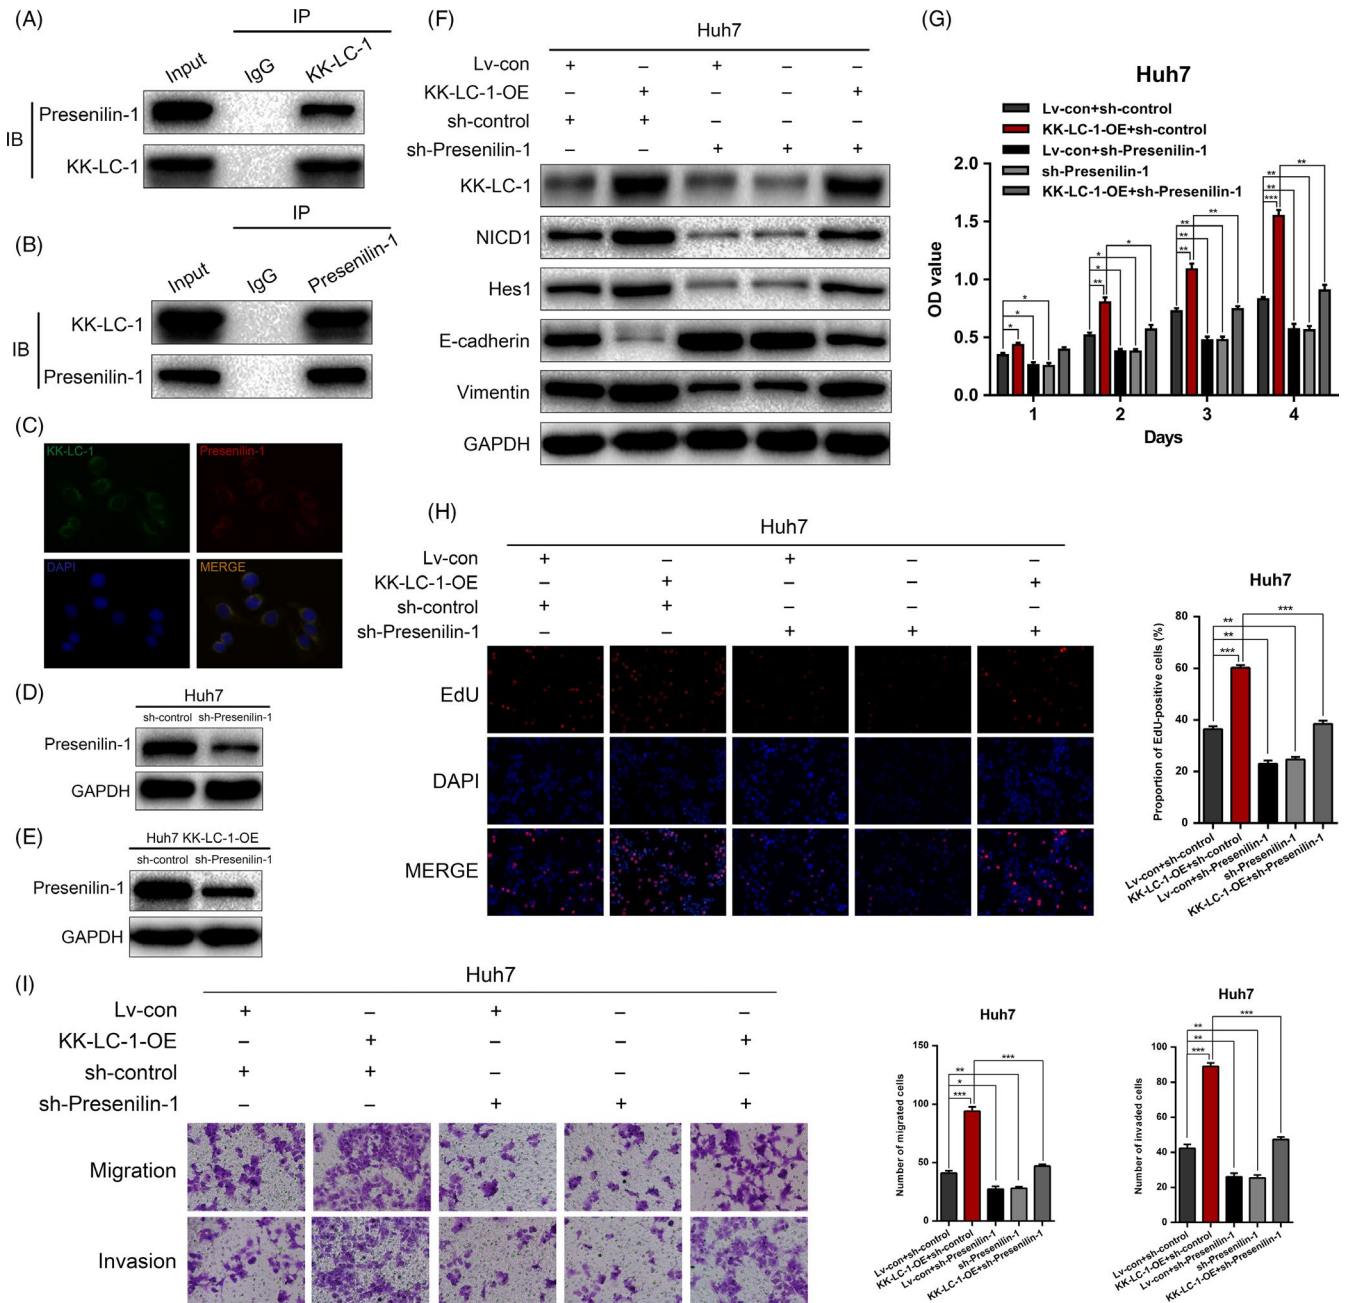 (A)
IP
Input
IgG
KK-LC-1
IB
Presenilin-1
KK-LC-1
(B)
IP
Input
IgG
Presenilin-1
IB
KK-LC-1
Presenilin-1
(C)
KK-LC-1
Presenilin-1
DAPI
MERGE
(D)
Huh7
sh-control sh-Presenilin-1
Presenilin-1
GAPDH
(E)
Huh7 KK-LC-1-OE
sh-control sh-Presenilin-1
Presenilin-1
GAPDH
(F)
Huh7
Lv-con + – + – –
KK-LC-1-OE – + – – +
sh-control + + – – –
sh-Presenilin-1 – – + + +
KK-LC-1
NICD1
Hes1
E-cadherin
Vimentin
GAPDH
(G)
Huh7
Lv-con+sh-control
KK-LC-1-OE+sh-control
Lv-con+sh-Presenilin-1
sh-Presenilin-1
KK-LC-1-OE+sh-Presenilin-1
OD value
2.0
1.5
1.0
0.5
0.0
* *
** * * *
** ** ** **
*** ** ** **
1 2 3 4
Days
(H)
Huh7
Lv-con + – + – –
KK-LC-1-OE – + – – +
sh-control + + – – –
sh-Presenilin-1 – – + + +
EdU
DAPI
MERGE
Huh7
Proportion of EdU-positive cells (%)
80
60
40
20
0
***
**
**
***
Lv-con+sh-control
KK-LC-1-OE+sh-control
Lv-con+sh-Presenilin-1
sh-Presenilin-1
KK-LC-1-OE+sh-Presenilin-1
(I)
Huh7
Lv-con + – + – –
KK-LC-1-OE – + – – +
sh-control + + – – –
sh-Presenilin-1 – – + + +
Migration
Invasion
Huh7
Number of migrated cells
150
100
50
0
***
**
*
***
Lv-con+sh-control
KK-LC-1-OE+sh-control
Lv-con+sh-Presenilin-1
sh-Presenilin-1
KK-LC-1-OE+sh-Presenilin-1
Huh7
Number of invaded cells
100
80
60
40
20
0
***
**
**
***
Lv-con+sh-control
KK-LC-1-OE+sh-control
Lv-con+sh-Presenilin-1
sh-Presenilin-1
KK-LC-1-OE+sh-Presenilin-1